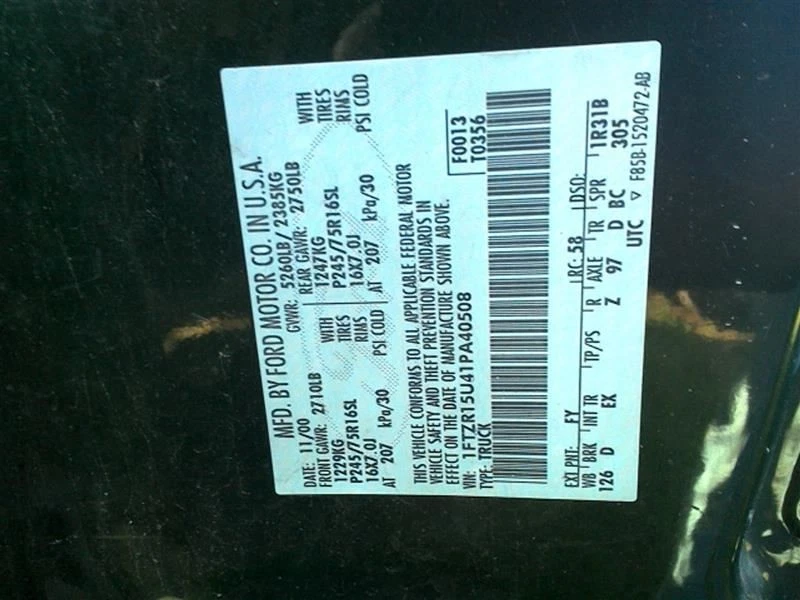 MFD. BY FORD MOTOR CO. IN U.S.A.
DATE: 11/00 GVWR: 5260LB/ 2385KG
FRONT GAWR: 2710LB REAR GAWR: 2750LB
1229KG WITH 1247KG WITH
P245/75R16SL TIRES P245/75R16SL TIRES
16X7.0J RIMS 16X7.0J RIMS
AT 207 kPa/30 PSI COLD AT 207 kPa/30 PSI COLD
THIS VEHICLE CONFORMS TO ALL APPLICABLE FEDERAL MOTOR
VEHICLE SAFETY AND THEFT PREVENTION STANDARDS IN
EFFECT ON THE DATE OF MANUFACTURE SHOWN ABOVE.
VIN: 1FTZR15U41PA40508 F0013
TYPE: TRUCK T0356
EXT PNT: FY RC: 58 DSO:
WB BRK INT TR TP/PS R AXLE TR SPR 1R31B
126 D EX Z 97 D BC 305
UTC ▽ F85B-1520472-AB